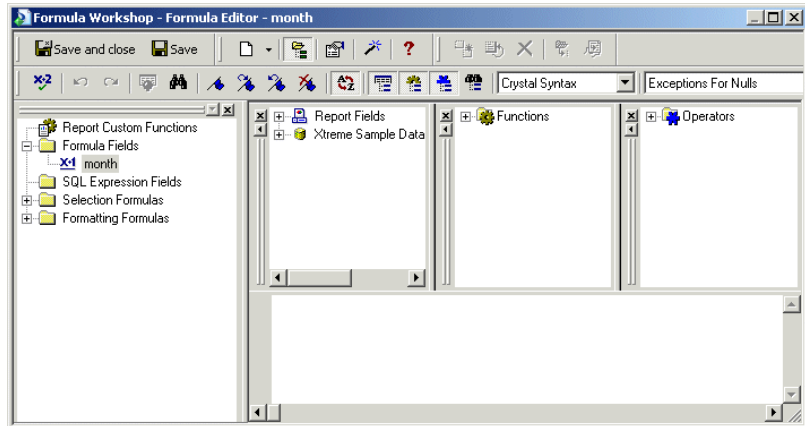 Formula Workshop - Formula Editor - month
Save and close Save ?
x+2 A Z Crystal Syntax Exceptions For Nulls
Report Custom Functions
Formula Fields
x+1 month
SQL Expression Fields
Selection Formulas
Formatting Formulas
Report Fields
Xtreme Sample Data
Functions
Operators